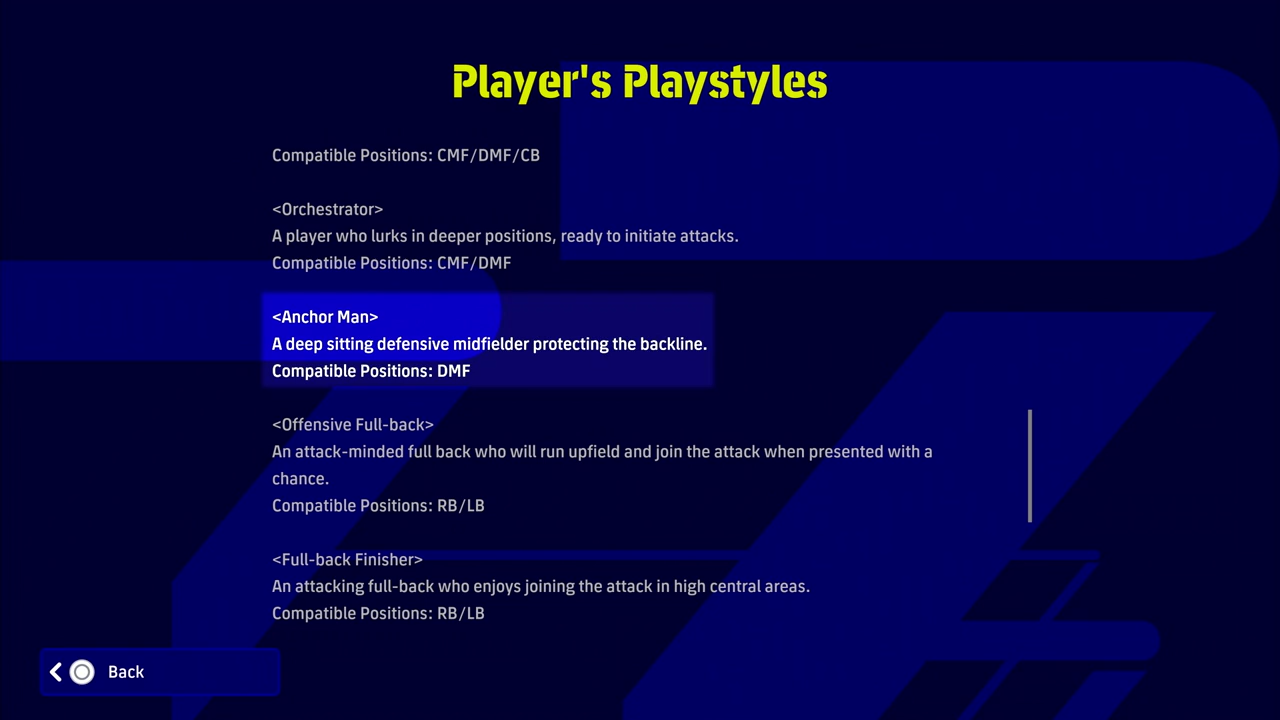 Player's Playstyles
Compatible Positions: CMF/DMF/CB
<Orchestrator>
A player who lurks in deeper positions, ready to initiate attacks.
Compatible Positions: CMF/DMF
<Anchor Man>
A deep sitting defensive midfielder protecting the backline.
Compatible Positions: DMF
<Offensive Full-back>
An attack-minded full back who will run upfield and join the attack when presented with a
chance.
Compatible Positions: RB/LB
<Full-back Finisher>
An attacking full-back who enjoys joining the attack in high central areas.
Compatible Positions: RB/LB
Back